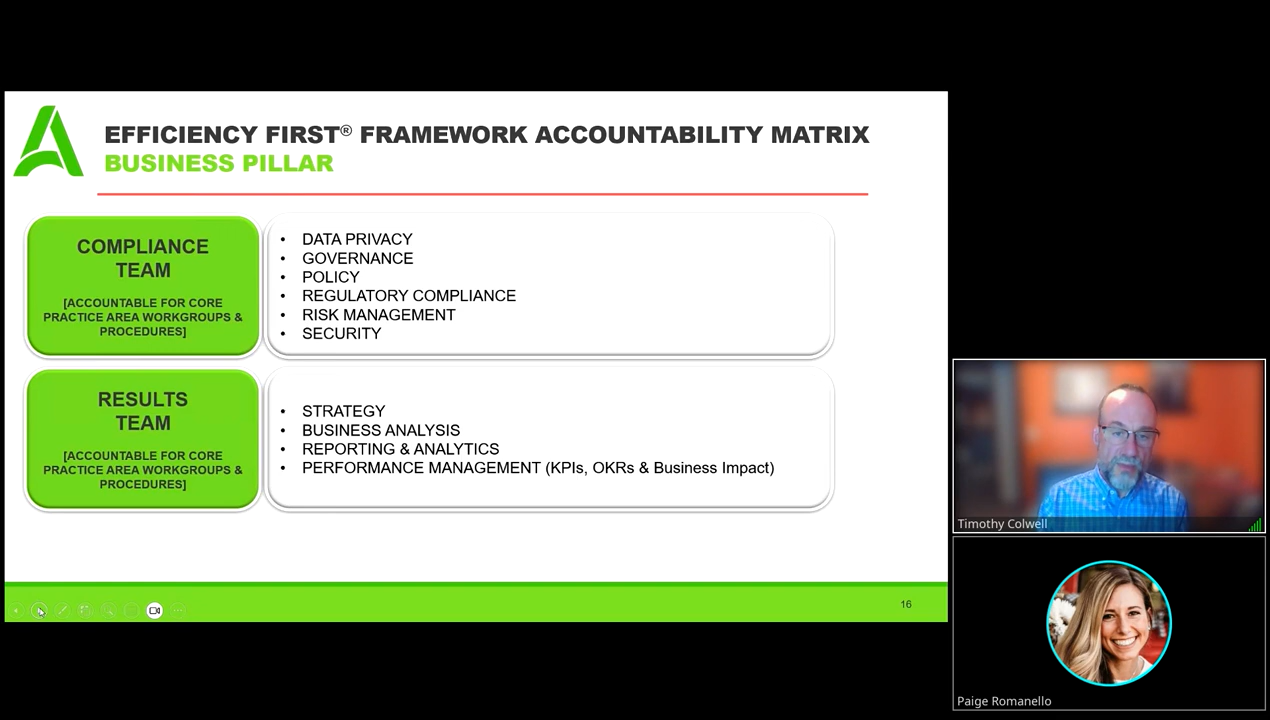 EFFICIENCY FIRST® FRAMEWORK ACCOUNTABILITY MATRIX
BUSINESS PILLAR
COMPLIANCE
TEAM
[ACCOUNTABLE FOR CORE
PRACTICE AREA WORKGROUPS &
PROCEDURES]
• DATA PRIVACY
• GOVERNANCE
• POLICY
• REGULATORY COMPLIANCE
• RISK MANAGEMENT
• SECURITY
RESULTS
TEAM
[ACCOUNTABLE FOR CORE
PRACTICE AREA WORKGROUPS &
PROCEDURES]
• STRATEGY
• BUSINESS ANALYSIS
• REPORTING & ANALYTICS
• PERFORMANCE MANAGEMENT (KPIs, OKRs & Business Impact)
16
Timothy Colwell
Paige Romanello